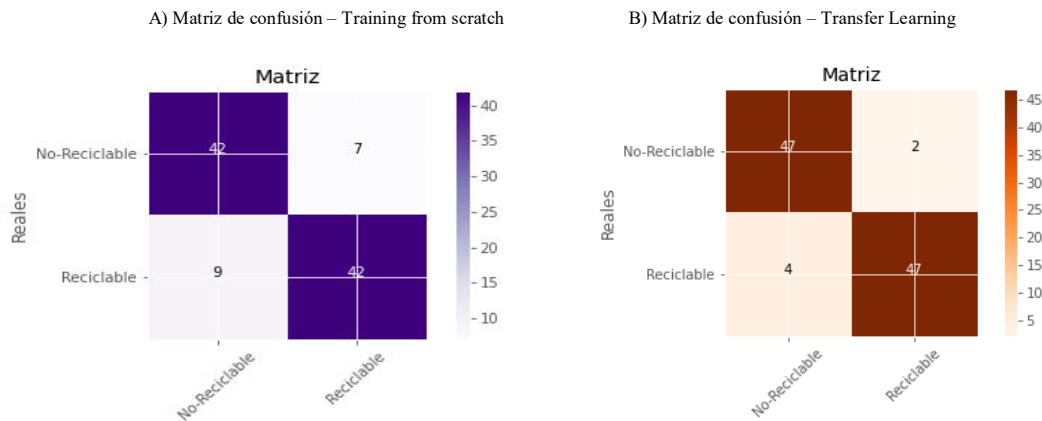 A) Matriz de confusión – Training from scratch
Matriz
No-Reciclable
Reciclable
Reales
42
7
9
42
No-Reciclable
Reciclable
40
35
30
25
20
15
10
B) Matriz de confusión – Transfer Learning
Matriz
No-Reciclable
Reciclable
Reales
47
2
4
47
No-Reciclable
Reciclable
45
40
35
30
25
20
15
10
5